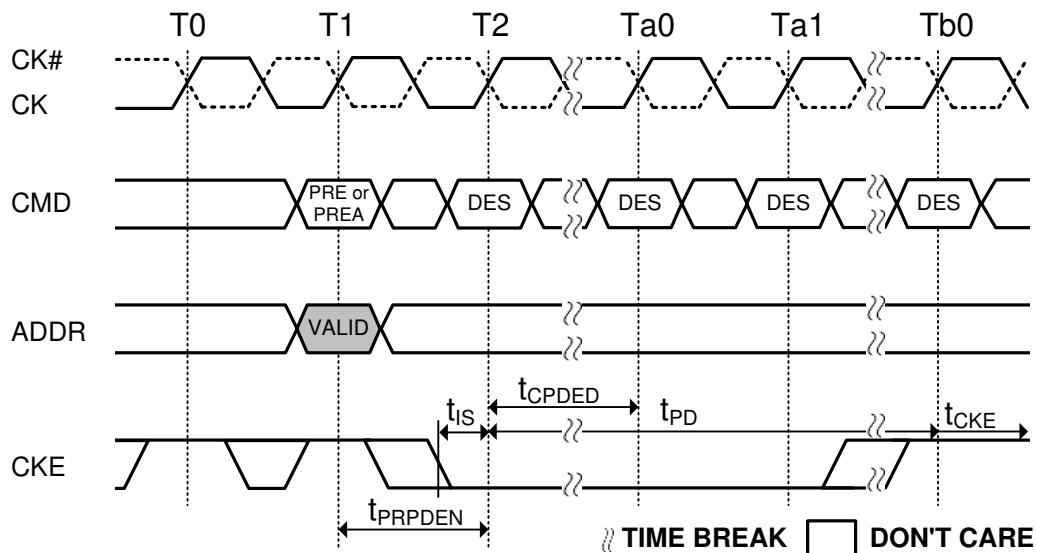 T0 T1 T2 Ta0 Ta1 Tb0
CK#
CK
CMD
PRE or
PREA
DES DES DES DES
ADDR
VALID
tCPDED
tIS tPD tCKE
CKE
tPRPDEN
TIME BREAK DON'T CARE